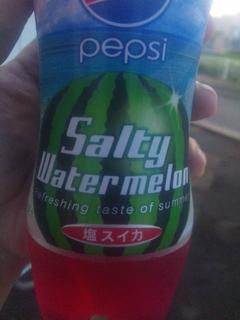 pepsi
Salty
Watermelon
Refreshing taste of summer
塩スイカ